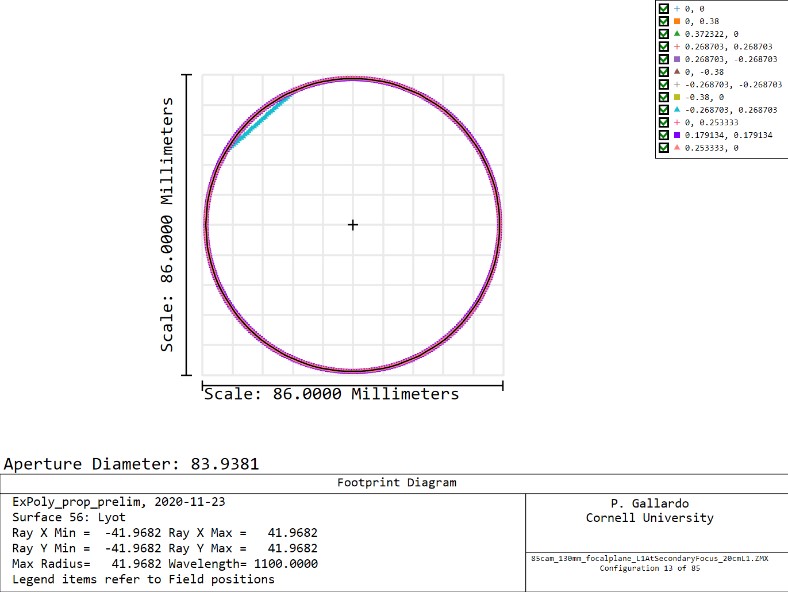 0, 0
0, 0.38
0.372322, 0
0.268703, 0.268703
0.268703, -0.268703
0, -0.38
-0.268703, -0.268703
-0.38, 0
-0.268703, 0.268703
0, 0.253333
0.179134, 0.179134
0.253333, 0
Scale: 86.0000 Millimeters
Scale: 86.0000 Millimeters
Aperture Diameter: 83.9381
Footprint Diagram
ExPoly_prop_prelim, 2020-11-23
Surface 56: Lyot
Ray X Min = -41.9682 Ray X Max = 41.9682
Ray Y Min = -41.9682 Ray Y Max = 41.9682
Max Radius= 41.9682 Wavelength= 1100.0000
Legend items refer to Field positions
P. Gallardo
Cornell University
85cam_130mm_focalplane_L1AtSecondaryFocus_20cmL1.ZMX
Configuration 13 of 85